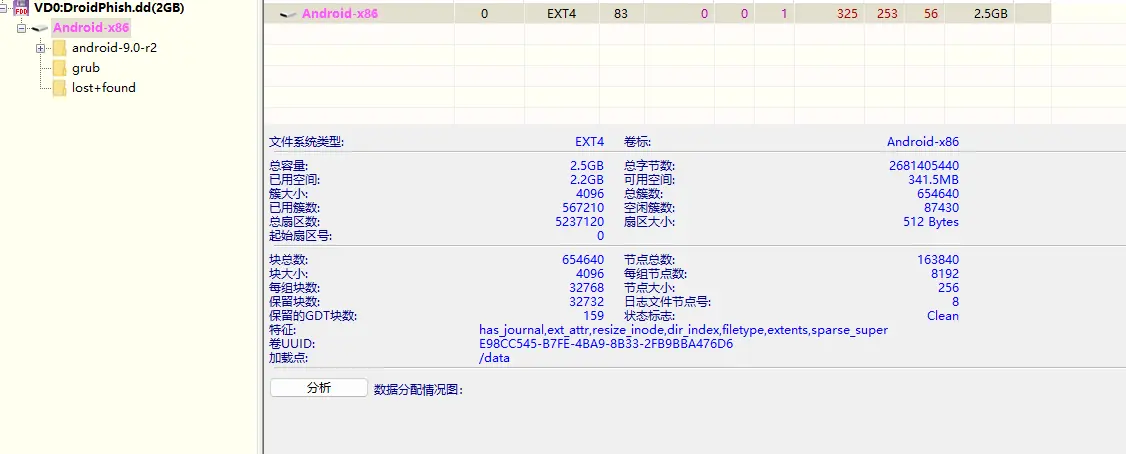 VD0:DroidPhish.dd(2GB)
Android-x86
android-9.0-r2
grub
lost+found
Android-x86 0 EXT4 83 0 0 1 325 253 56 2.5GB
文件系统类型: EXT4 卷标: Android-x86
总容量: 2.5GB 总字节数: 2681405440
已用空间: 2.2GB 可用空间: 341.5MB
簇大小: 4096 总簇数: 654640
已用簇数: 567210 空闲簇数: 87430
总扇区数: 5237120 扇区大小: 512 Bytes
起始扇区号: 0
块总数: 654640 节点总数: 163840
块大小: 4096 每组节点数: 8192
每组块数: 32768 节点大小: 256
保留块数: 32732 日志文件节点号: 8
保留的GDT块数: 159 状态标志: Clean
特征: has_journal,ext_attr,resize_inode,dir_index,filetype,extents,sparse_super
卷UUID: E98CC545-B7FE-4BA9-8B33-2FB9BBA476D6
加载点: /data
分析 数据分配情况图: